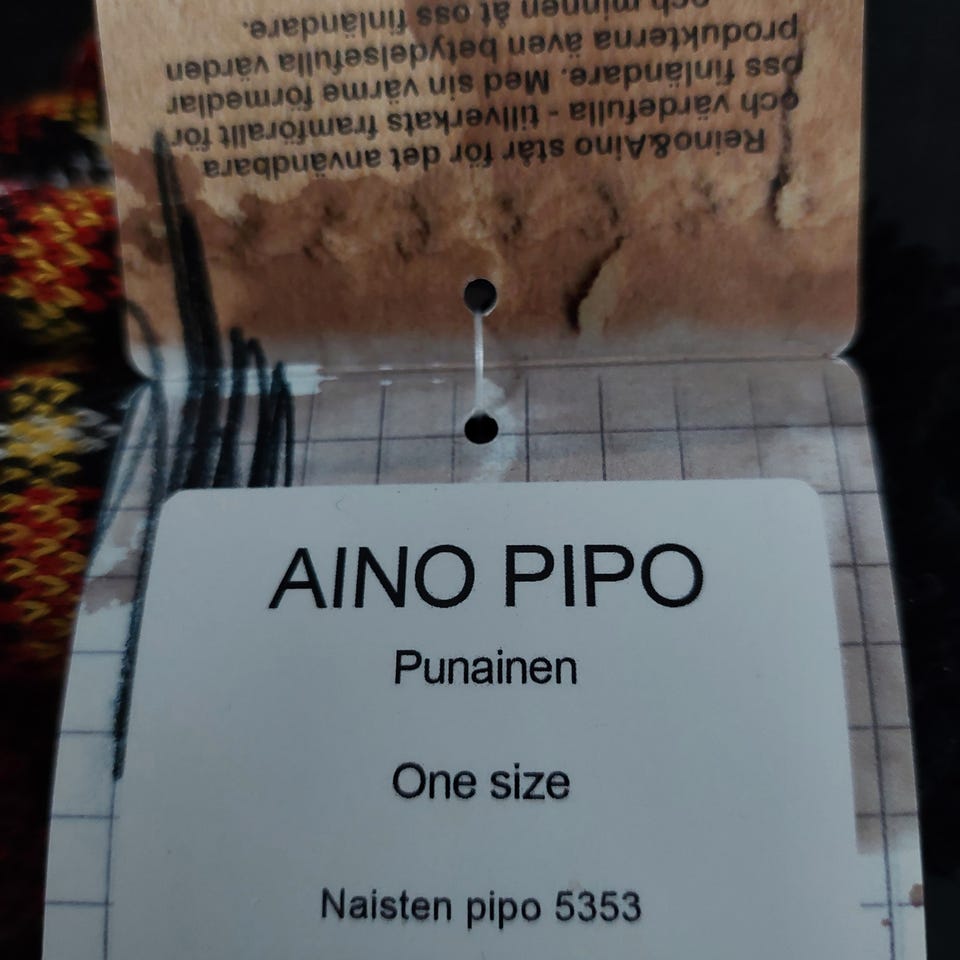 Reino&Aino står för det användbara
och värdefulla - tillverkats framförallt för
oss finländare. Med sin värme förmedlar
produkterna även betydelsefulla värden
och minnen åt oss finländare.
AINO PIPO
Punainen
One size
Naisten pipo 5353